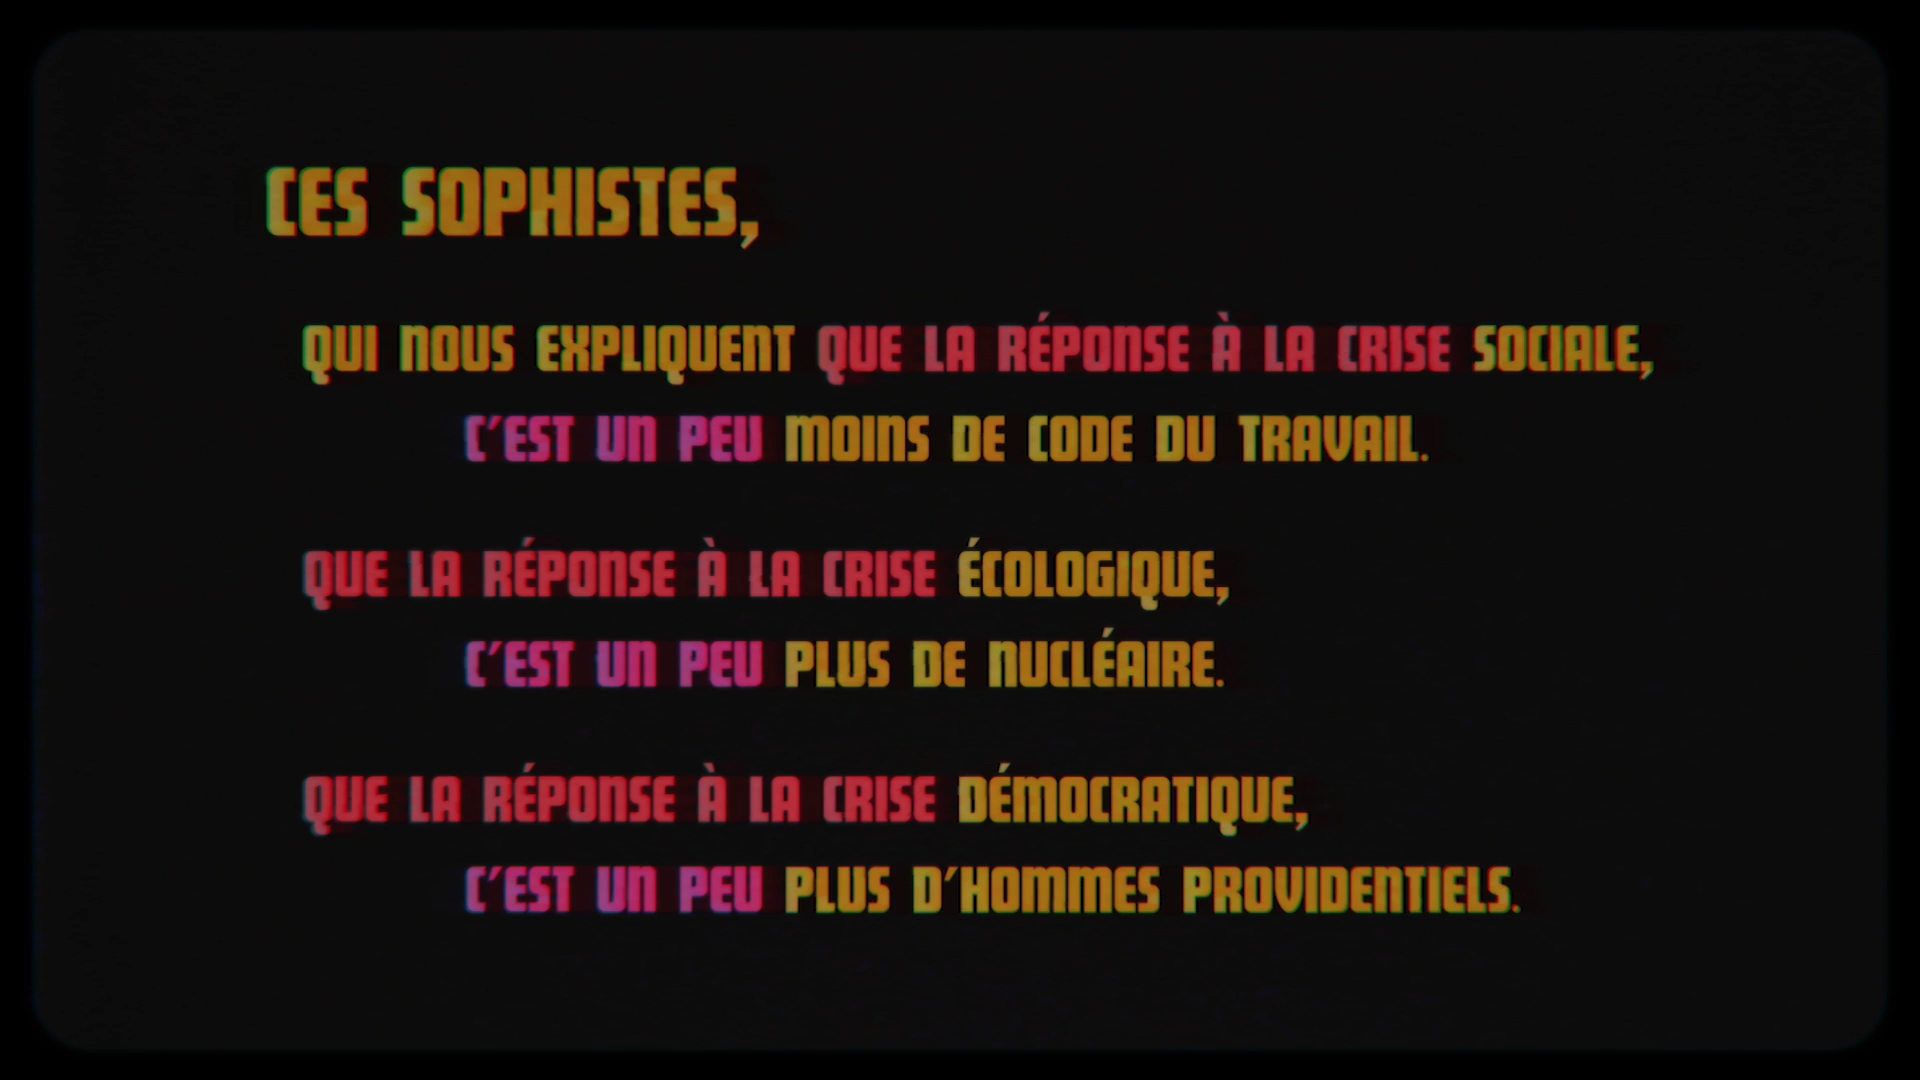 CES SOPHISTES,
QUI NOUS EXPLIQUENT QUE LA RÉPONSE À LA CRISE SOCIALE,
C'EST UN PEU MOINS DE CODE DU TRAVAIL.
QUE LA RÉPONSE À LA CRISE ÉCOLOGIQUE,
C'EST UN PEU PLUS DE NUCLÉAIRE.
QUE LA RÉPONSE À LA CRISE DÉMOCRATIQUE,
C'EST UN PEU PLUS D'HOMMES PROVIDENTIELS.